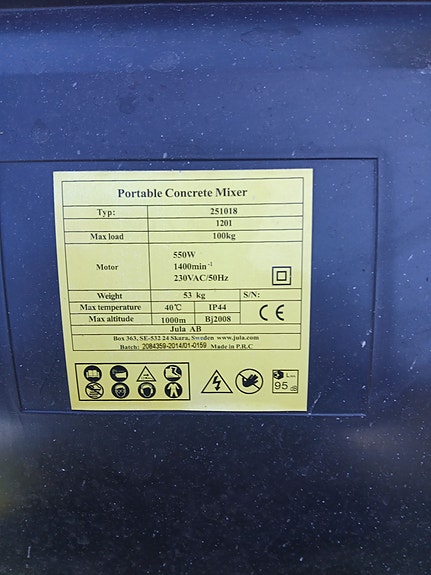 Portable Concrete Mixer
Typ: 251018
120l
Max load 100kg
Motor
550W
1400min⁻¹
230VAC/50Hz
Weight 53 kg S/N:
Max temperature 40℃ IP44
CE
Max altitude 1000m Bj2008
Jula AB
Box 363, SE-532 24 Skara, Sweden www.jula.com
Batch: 2084359-2014/01-0159 Made in P.R.C
95 dB